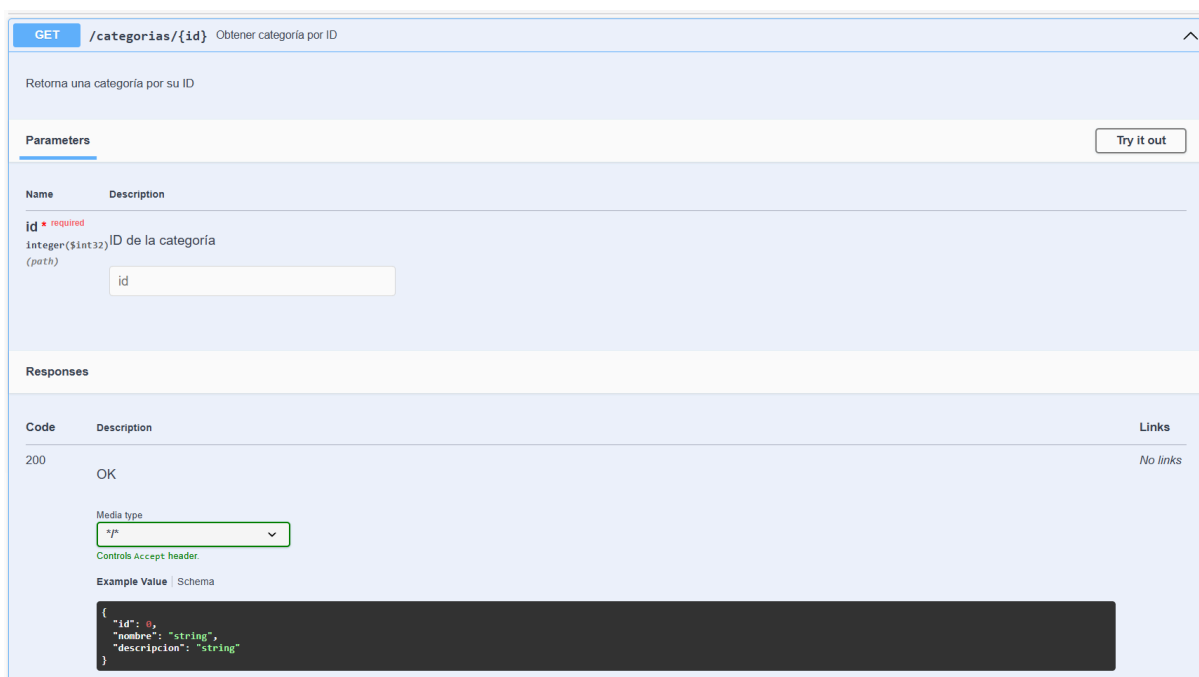 GET /categorias/{id} Obtener categoría por ID
Retorna una categoría por su ID
Parameters Try it out
Name Description
id * required
integer($int32) ID de la categoría
(path)
id
Responses
Code Description Links
200 OK No links
Media type
*/*
Controls Accept header.
Example Value Schema
{
"id": 0,
"nombre": "string",
"descripcion": "string"
}